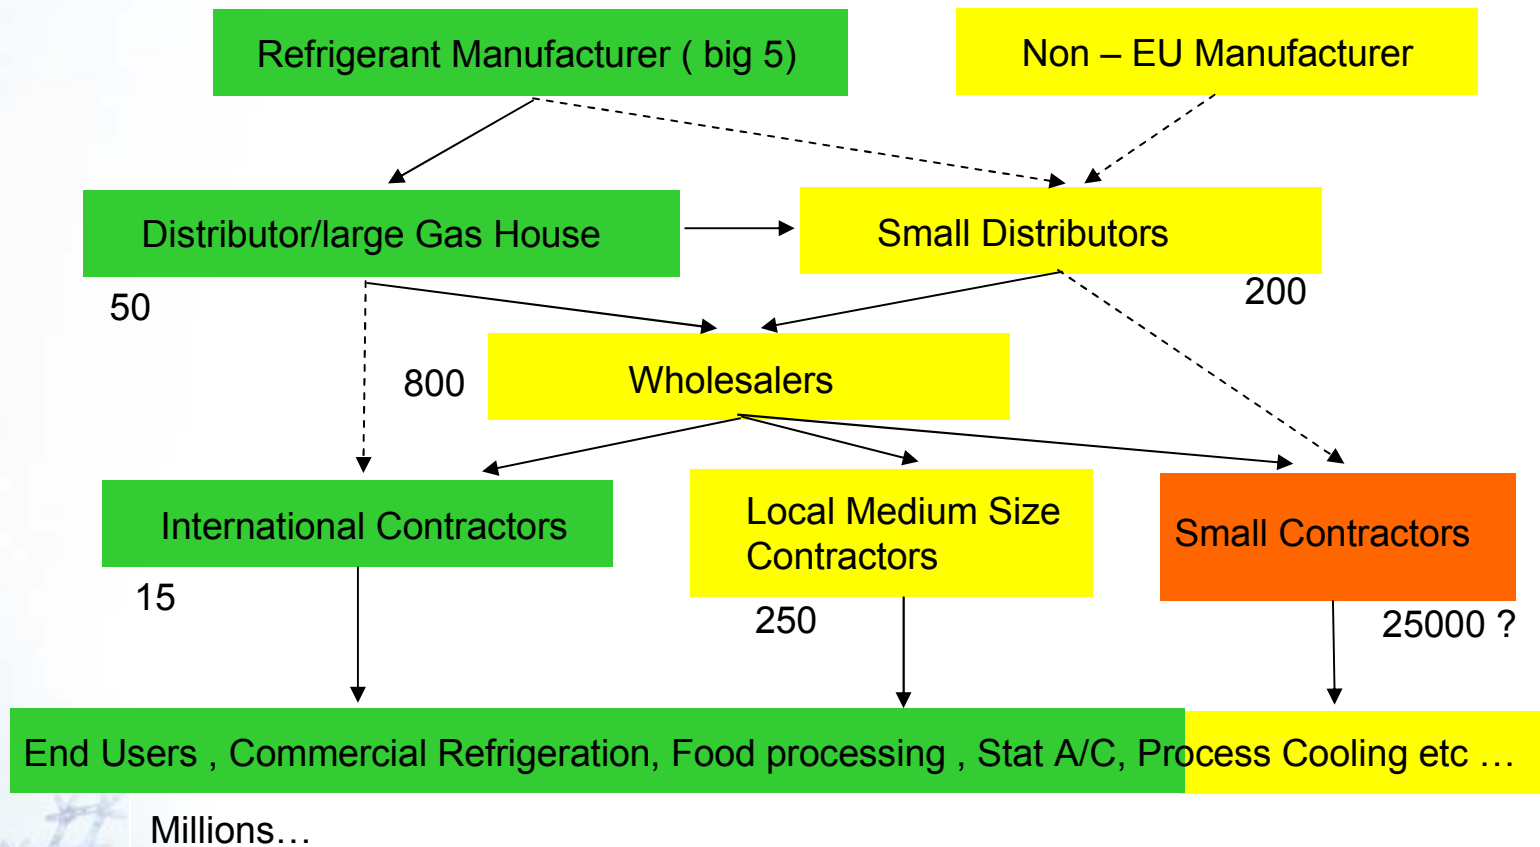 Refrigerant Manufacturer ( big 5)
Non – EU Manufacturer
Distributor/large Gas House
Small Distributors
50
200
800
Wholesalers
International Contractors
Local Medium Size
Contractors
Small Contractors
15
250
25000 ?
End Users , Commercial Refrigeration, Food processing , Stat A/C, Process Cooling etc …
Millions…